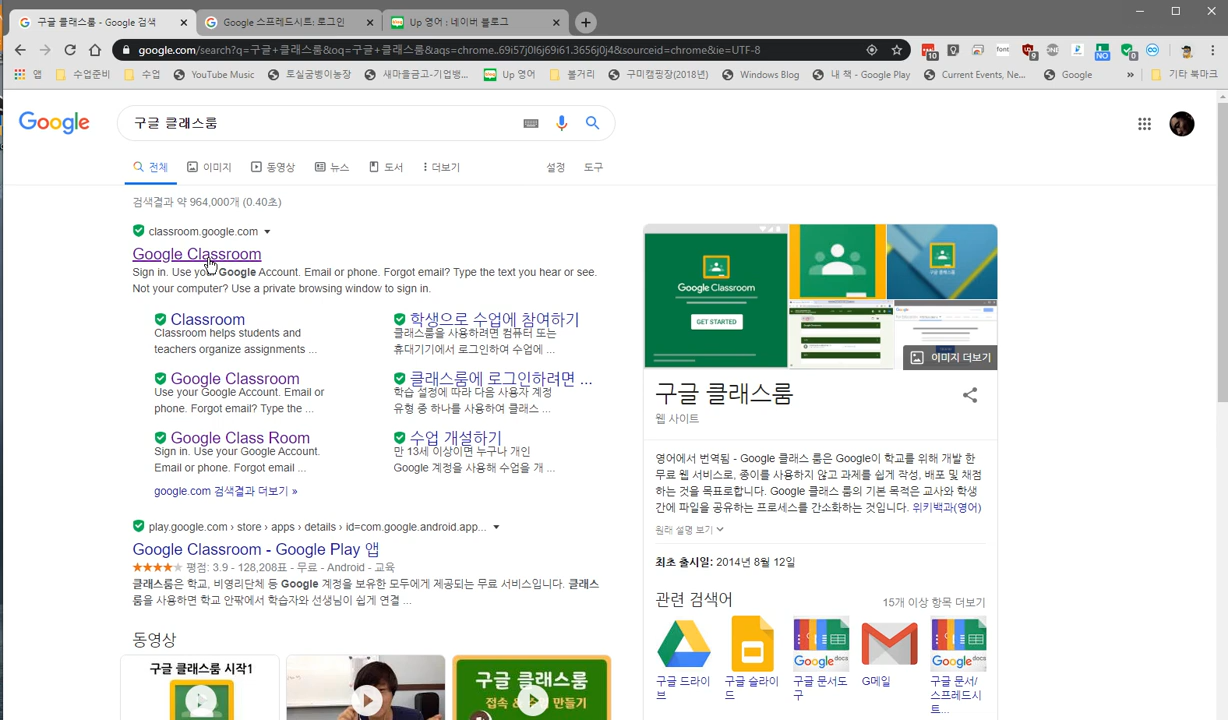 구글 클래스룸 - Google 검색
Google 스프레드시트: 로그인
Up 영어 : 네이버 블로그
google.com/search?q=구글+클래스룸&oq=구글+클래스룸&aqs=chrome..69i57j0l6j69i61.3656j0j4&sourceid=chrome&ie=UTF-8
앱 수업준비 수업 YouTube Music 토실굼벵이농장 새마을금고-기업뱅... Up 영어 볼거리 구미캠핑장(2018년) Windows Blog 내 책 - Google Play Current Events, Ne... Google » 기타 북마크
Google
구글 클래스룸
전체 이미지 동영상 뉴스 도서 더보기 설정 도구
검색결과 약 964,000개 (0.40초)
classroom.google.com
Google Classroom
Sign in. Use your Google Account. Email or phone. Forgot email? Type the text you hear or see.
Not your computer? Use a private browsing window to sign in.
Classroom
Classroom helps students and
teachers organize assignments ...
학생으로 수업에 참여하기
클래스룸을 사용하려면 컴퓨터 또는
휴대기기에서 로그인하여 수업에 ...
Google Classroom
Use your Google Account. Email or
phone. Forgot email? Type the ...
클래스룸에 로그인하려면 ...
학습 설정에 따라 다음 사용자 계정
유형 중 하나를 사용하여 클래스 ...
Google Class Room
Sign in. Use your Google Account.
Email or phone. Forgot email ...
수업 개설하기
만 13세 이상이면 누구나 개인
Google 계정을 사용해 수업을 개 ...
google.com 검색결과 더보기 »
play.google.com › store › apps › details › id=com.google.android.app...
Google Classroom - Google Play 앱
평점: 3.9 - 128,208표 - 무료 - Android - 교육
클래스룸은 학교, 비영리단체 등 Google 계정을 보유한 모두에게 제공되는 무료 서비스입니다. 클래스
룸을 사용하면 학교 안팎에서 학습자와 선생님이 쉽게 연결 ...
동영상
구글 클래스룸 시작1
구글 클래스룸
Google Classroom
GET STARTED
이미지 더보기
구글 클래스룸
웹 사이트
영어에서 번역됨 - Google 클래스 룸은 Google이 학교를 위해 개발 한
무료 웹 서비스로, 종이를 사용하지 않고 과제를 쉽게 작성, 배포 및 채점
하는 것을 목표로합니다. Google 클래스 룸의 기본 목적은 교사와 학생
간에 파일을 공유하는 프로세스를 간소화하는 것입니다. 위키백과(영어)
원래 설명 보기
최초 출시일: 2014년 8월 12일
관련 검색어
15개 이상 항목 더보기
구글 드라이
브
구글 슬라이
드
Google docs
구글 문서도
구
G메일
Google docs
구글 문서/
스프레드시
트...